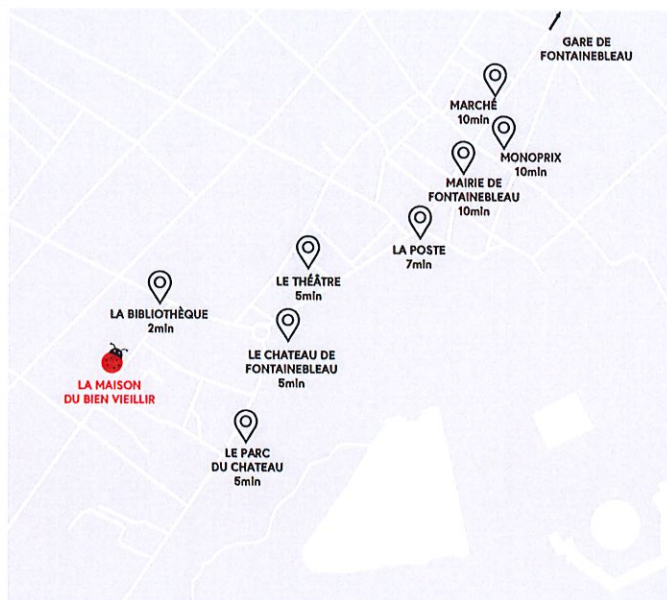 GARE DE
FONTAINEBLEAU
MARCHÉ
10min
MONOPRIX
10min
MAIRIE DE
FONTAINEBLEAU
10min
LA POSTE
7min
LE THÉÂTRE
5min
LA BIBLIOTHÈQUE
2min
LE CHATEAU DE
FONTAINEBLEAU
5min
LA MAISON
DU BIEN VIEILLIR
LE PARC
DU CHATEAU
5min